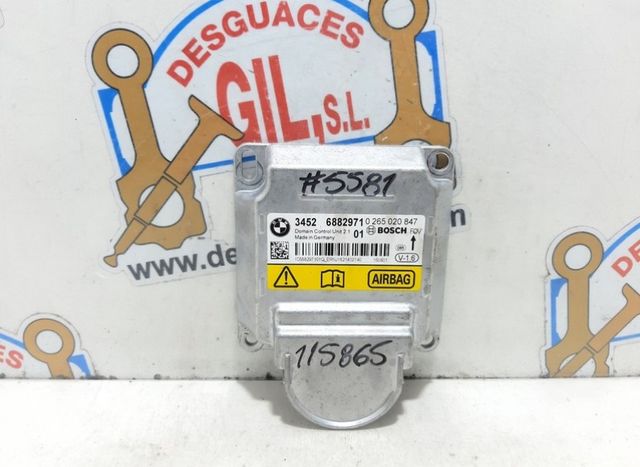 DESGUACES
GIL, S.L.
#5581
3452 6882971 0 265 020 847
Domain Control Unit 2.1 01 BOSCH FOV
Made in Germany
V-1.6
AIRBAG
115865
www.de